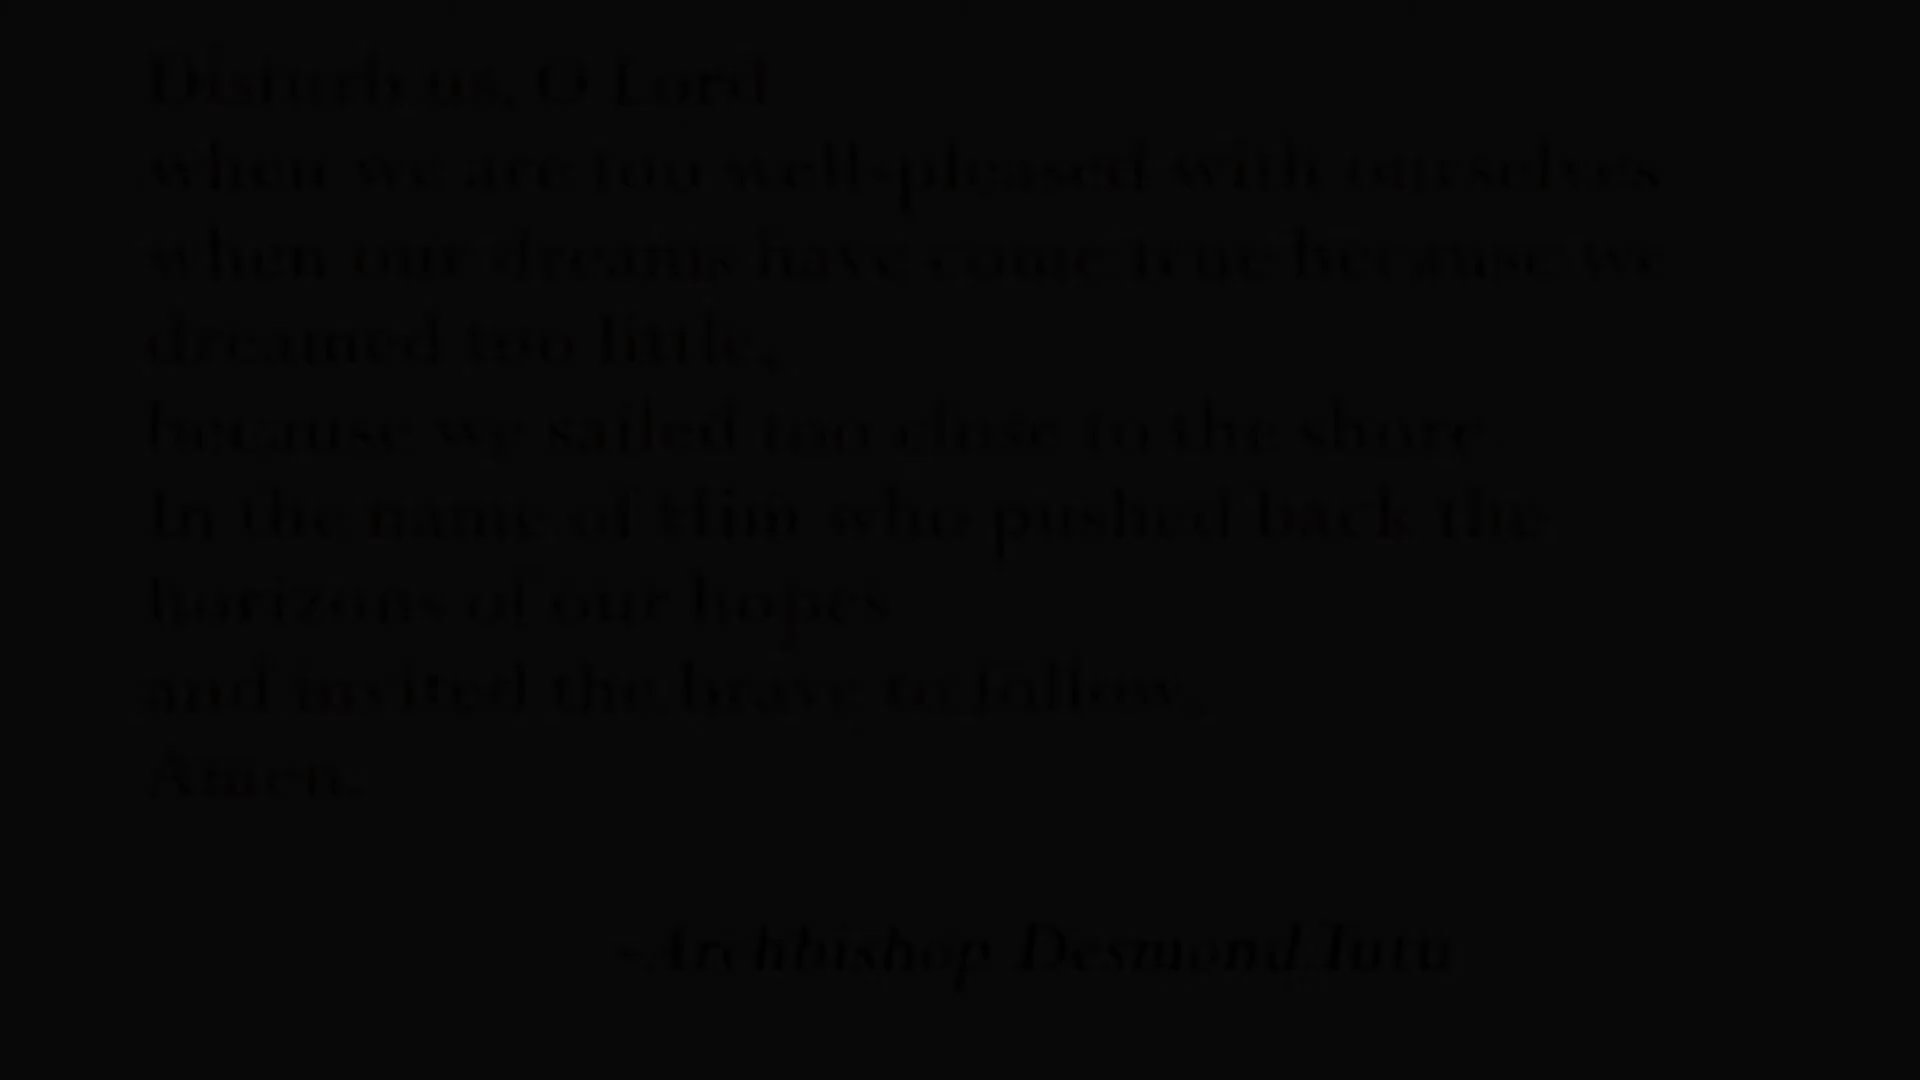 Disturb us, O Lord
when we are too well-pleased with ourselves
when our dreams have come true because we
dreamed too little,
because we sailed too close to the shore.
In the name of Him who pushed back the
horizons of our hopes
and invited the brave to follow.
Amen.
-Archbishop Desmond Tutu